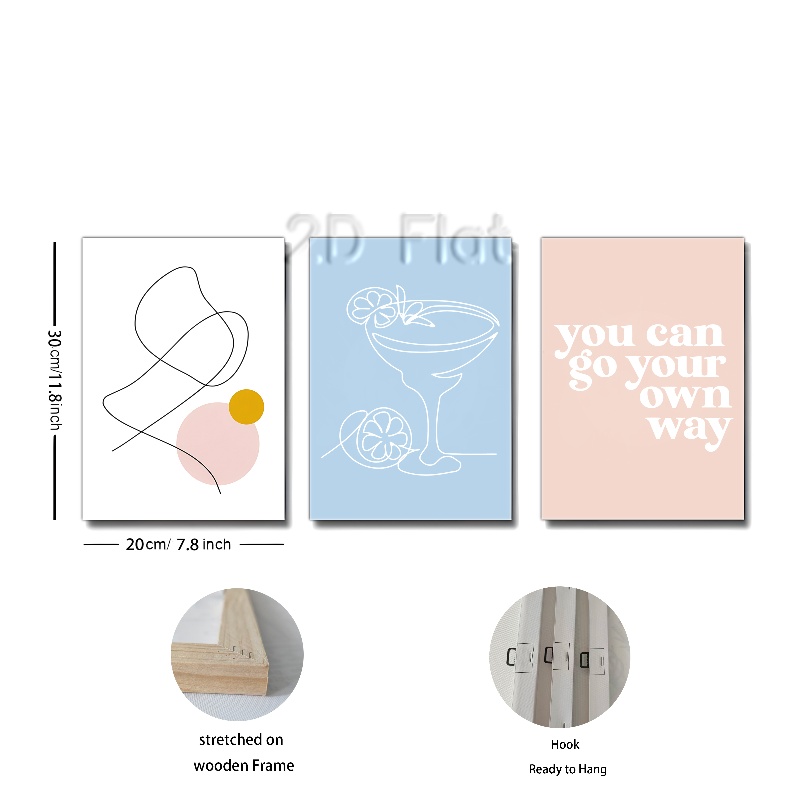 2D Flat
you can
go your
own
way
30cm/11.8inch
20cm/ 7.8 inch
stretched on
wooden Frame
Hook
Ready to Hang